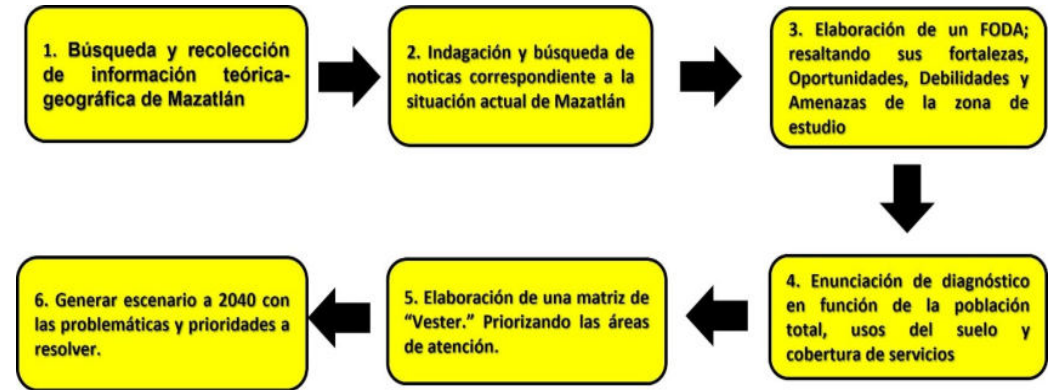 1. Búsqueda y recolección
de información teórica-
geográfica de Mazatlán
2. Indagación y búsqueda de
noticas correspondiente a la
situación actual de Mazatlán
3. Elaboración de un FODA;
resaltando sus fortalezas,
Oportunidades, Debilidades y
Amenazas de la zona de
estudio
4. Enunciación de diagnóstico
en función de la población
total, usos del suelo y
cobertura de servicios
5. Elaboración de una matriz de
“Vester.” Priorizando las áreas
de atención.
6. Generar escenario a 2040 con
las problemáticas y prioridades a
resolver.